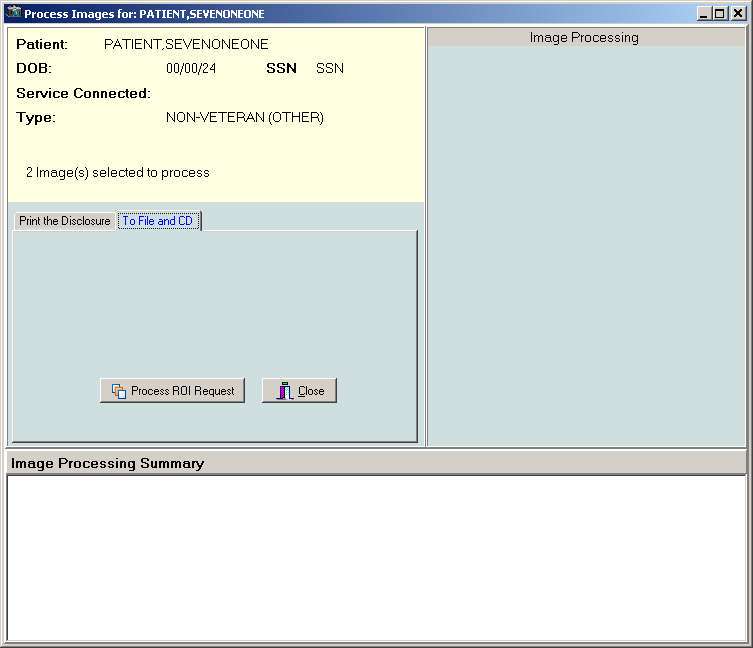 Process Images for: PATIENT,SEVENONEONE
Patient: PATIENT,SEVENONEONE
DOB: 00/00/24 SSN SSN
Service Connected:
Type: NON-VETERAN (OTHER)
2 Image(s) selected to process
Print the Disclosure To File and CD
Process ROI Request Close
Image Processing
Image Processing Summary